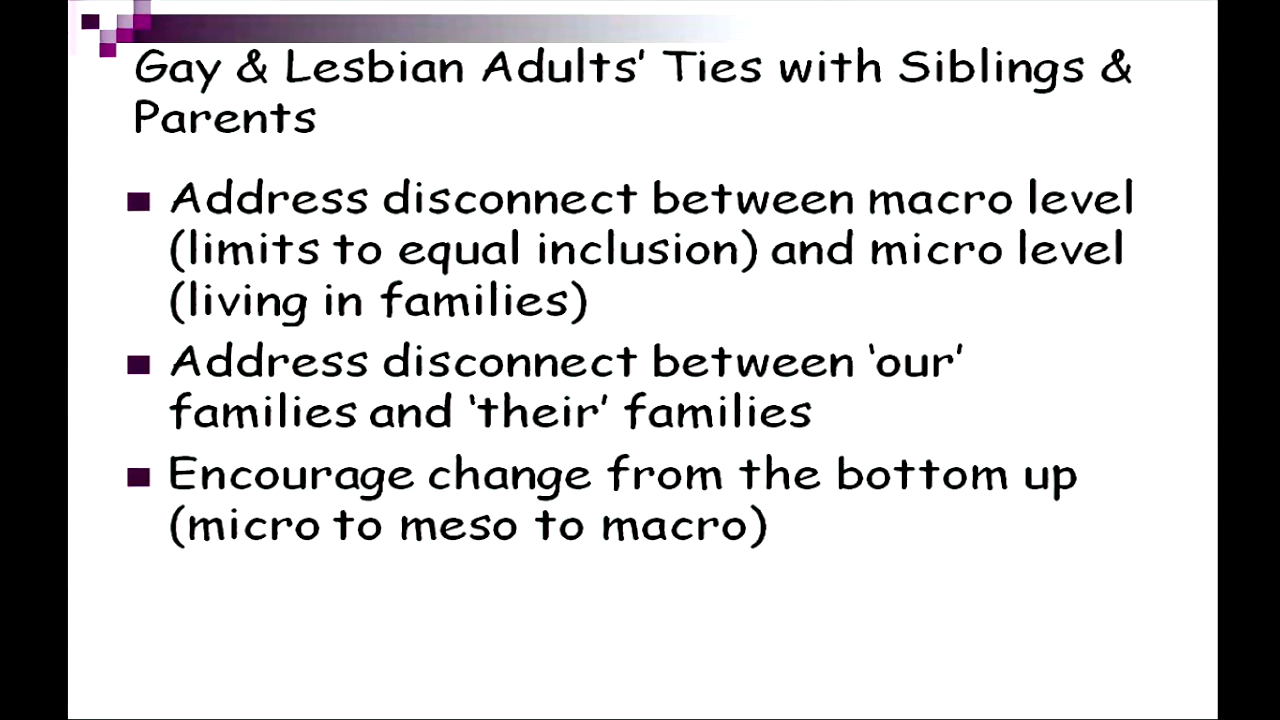 Gay & Lesbian Adults’ Ties with Siblings &
Parents
Address disconnect between macro level
(limits to equal inclusion) and micro level
(living in families)
Address disconnect between ‘our’
families and ‘their’ families
Encourage change from the bottom up
(micro to meso to macro)